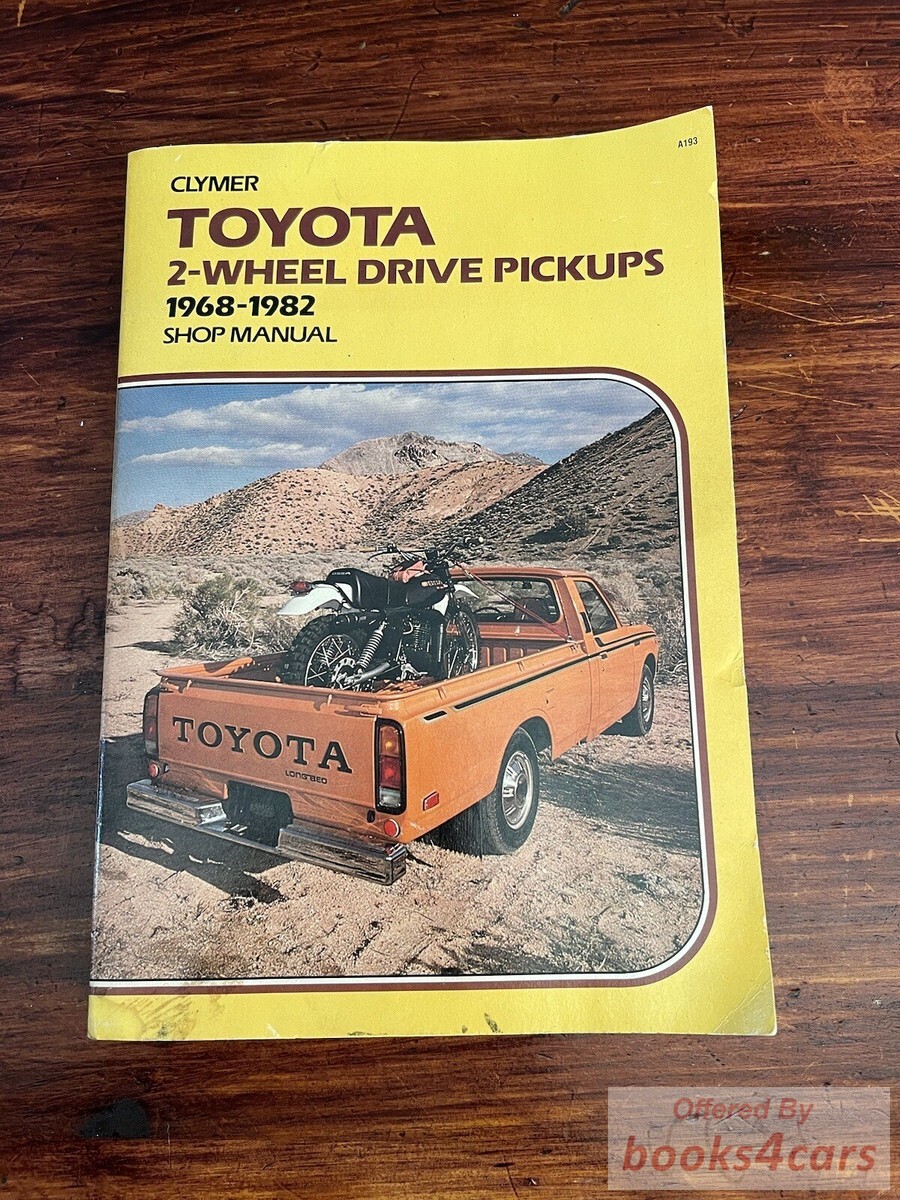 A193
CLYMER
TOYOTA
2-WHEEL DRIVE PICKUPS
1968-1982
SHOP MANUAL
TOYOTA
LONG BED
Offered By
books4cars